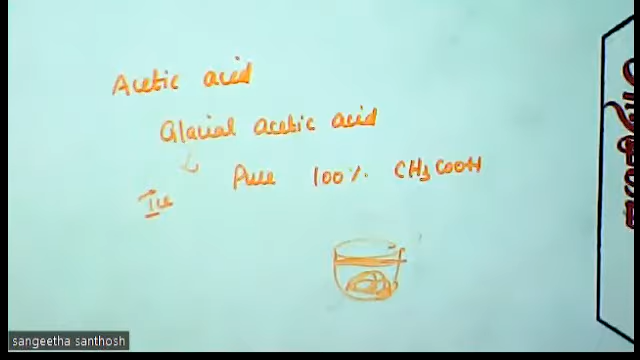 Acetic acid
Glacial acetic acid
Pure 100% CH3COOH
Ice
sangeetha santhosh